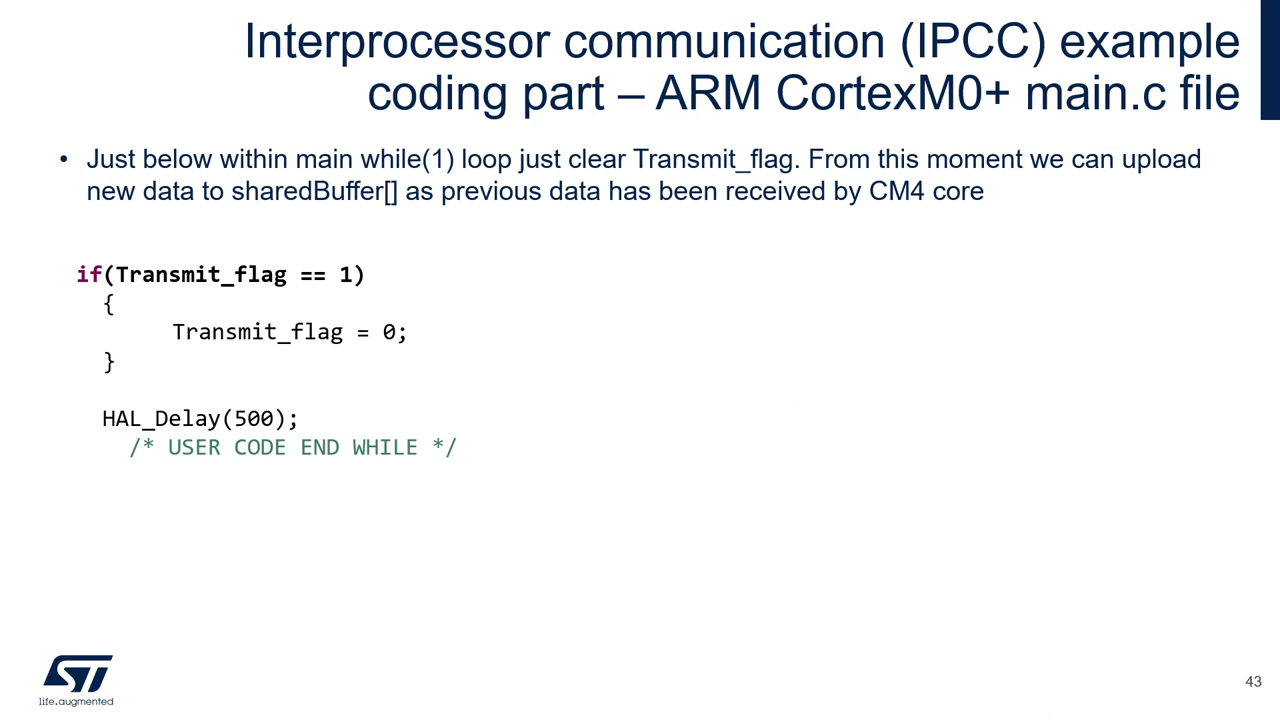 Interprocessor communication (IPCC) example
coding part – ARM CortexM0+ main.c file
• Just below within main while(1) loop just clear Transmit_flag. From this moment we can upload
new data to sharedBuffer[] as previous data has been received by CM4 core
if(Transmit_flag == 1)
{
Transmit_flag = 0;
}
HAL_Delay(500);
/* USER CODE END WHILE */
ST
life.augmented
43